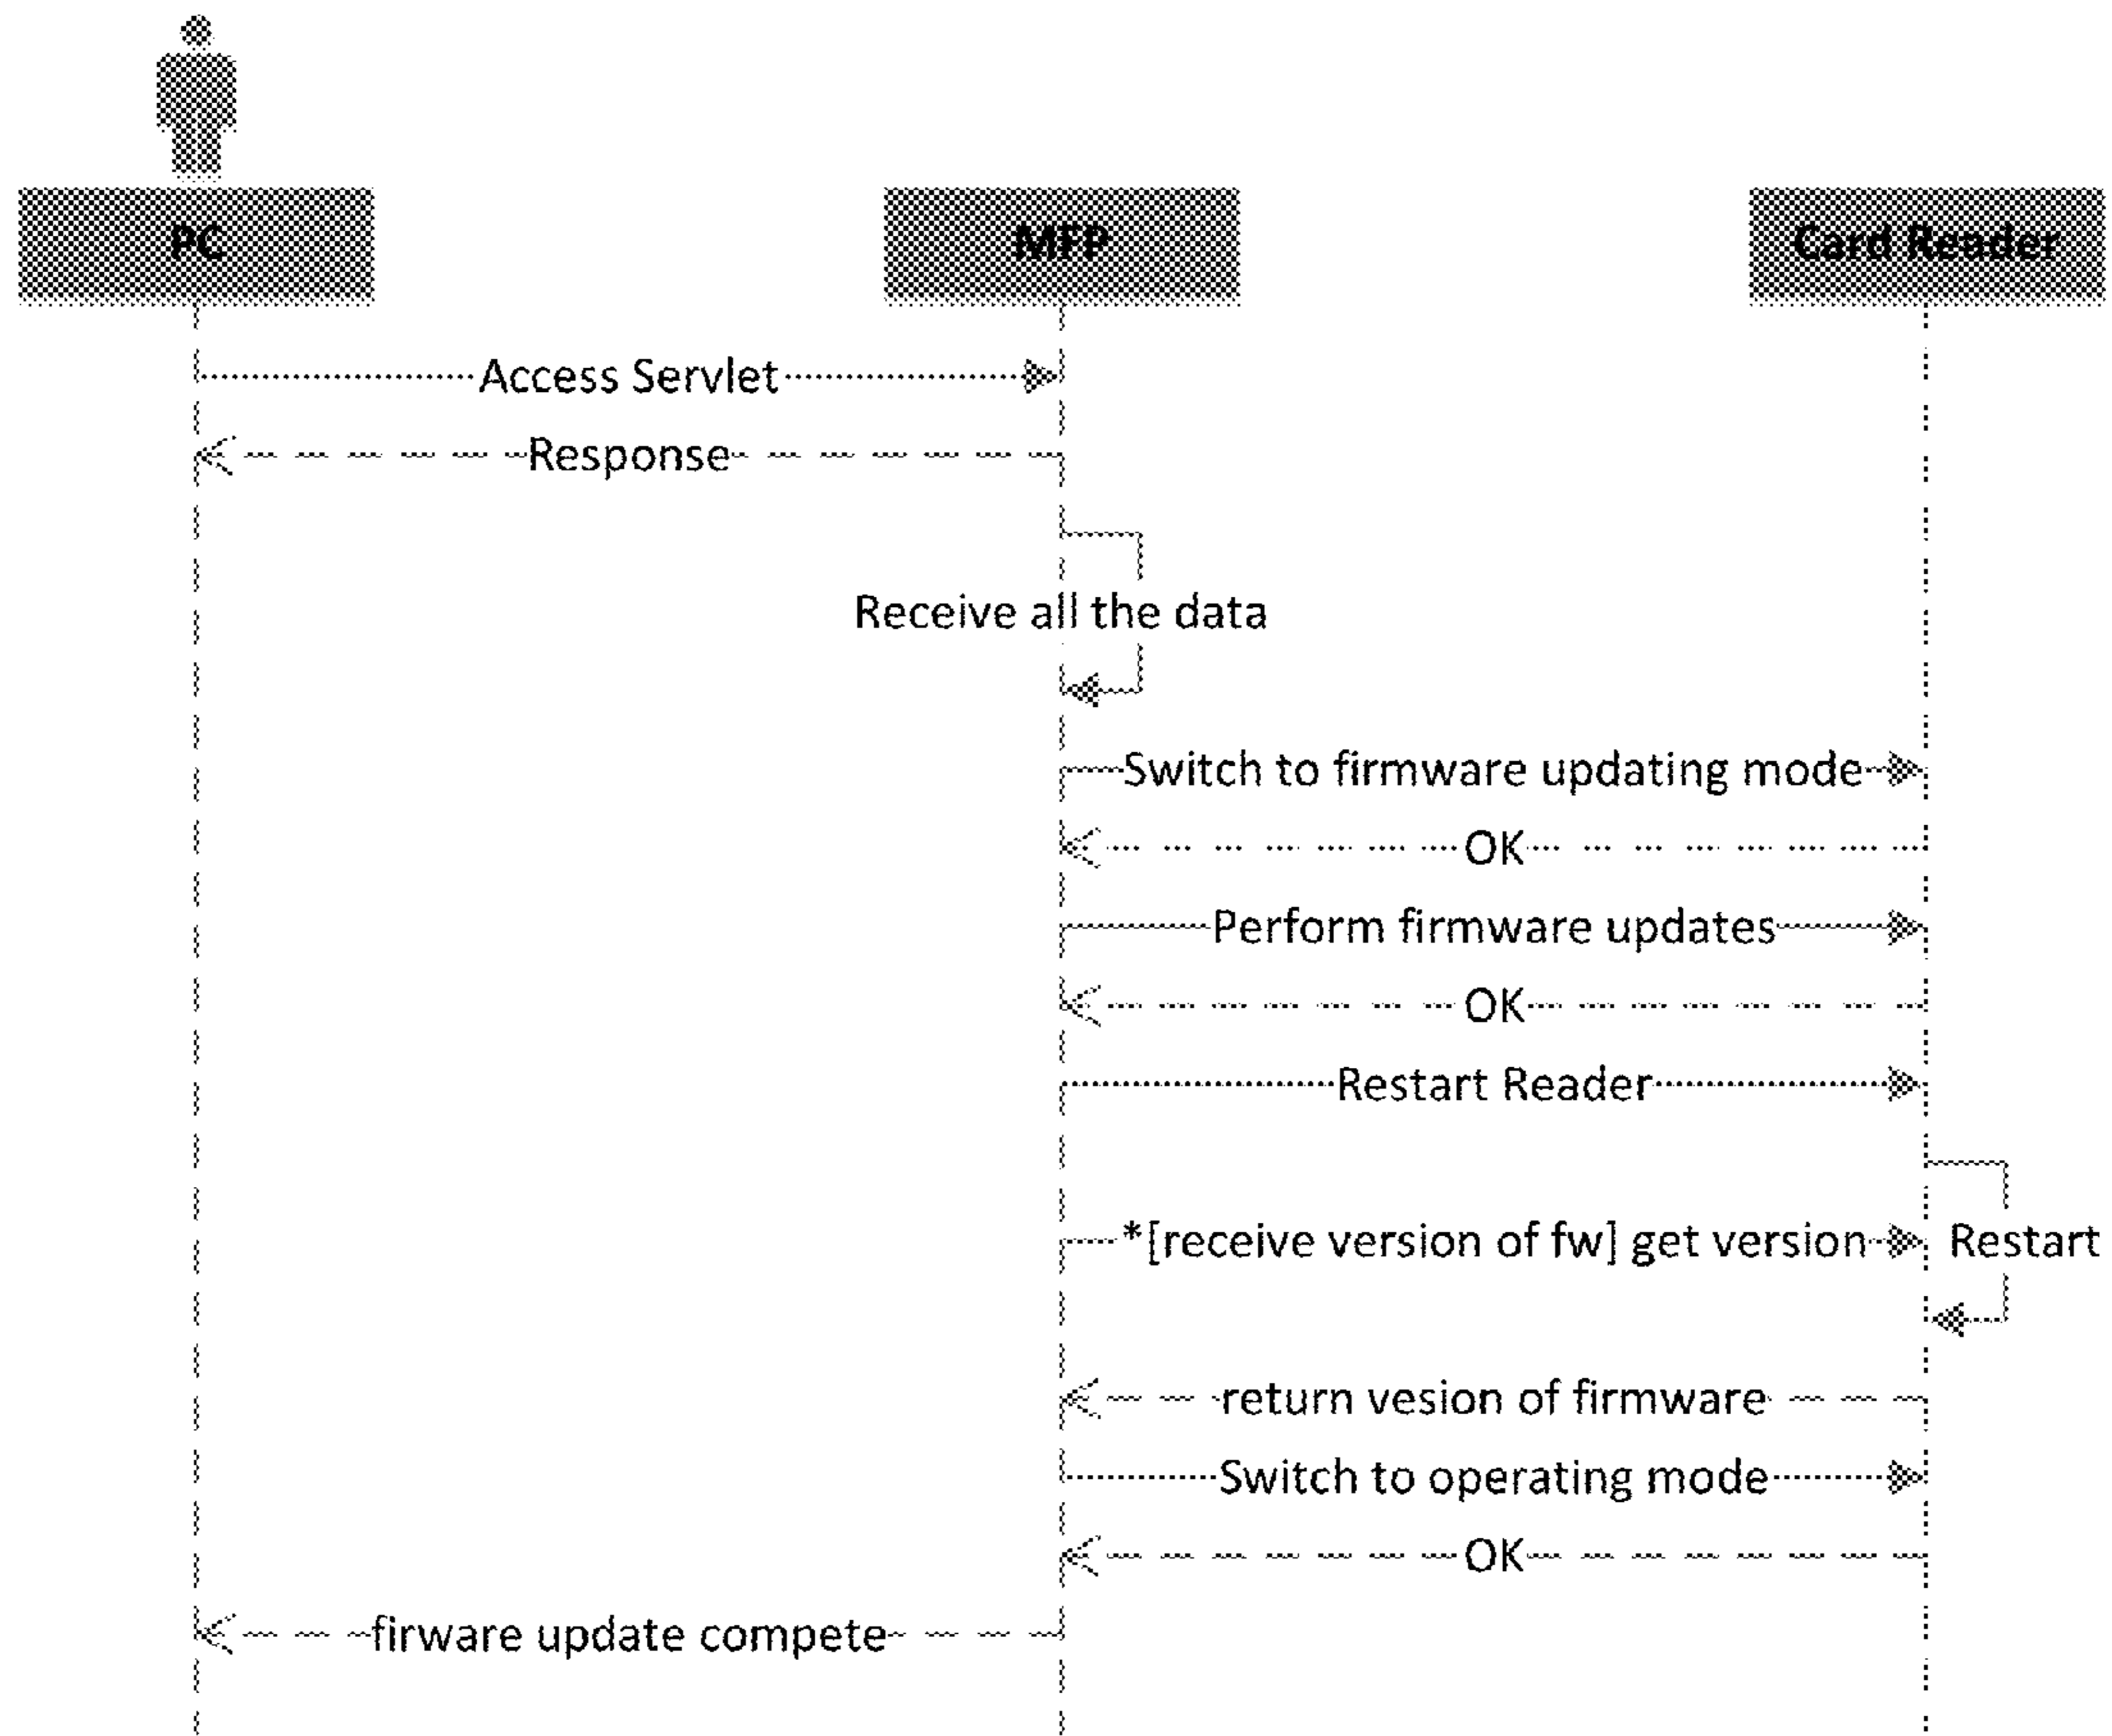 PC
MFP
Card Reader
Access Servlet
Response
Receive all the data
Switch to firmware updating mode
OK
Perform firmware updates
OK
Restart Reader
*[receive version of fw] get version
Restart
return vesion of firmware
Switch to operating mode
OK
firware update compete